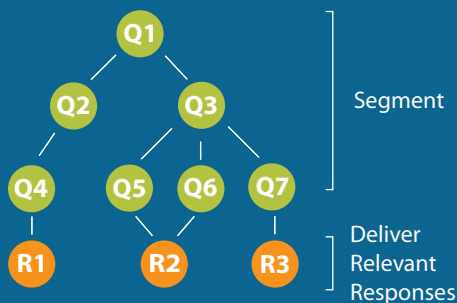 Q1
Q2 Q3
Segment
Q4 Q5 Q6 Q7
R1 R2 R3
Deliver
Relevant
Responses